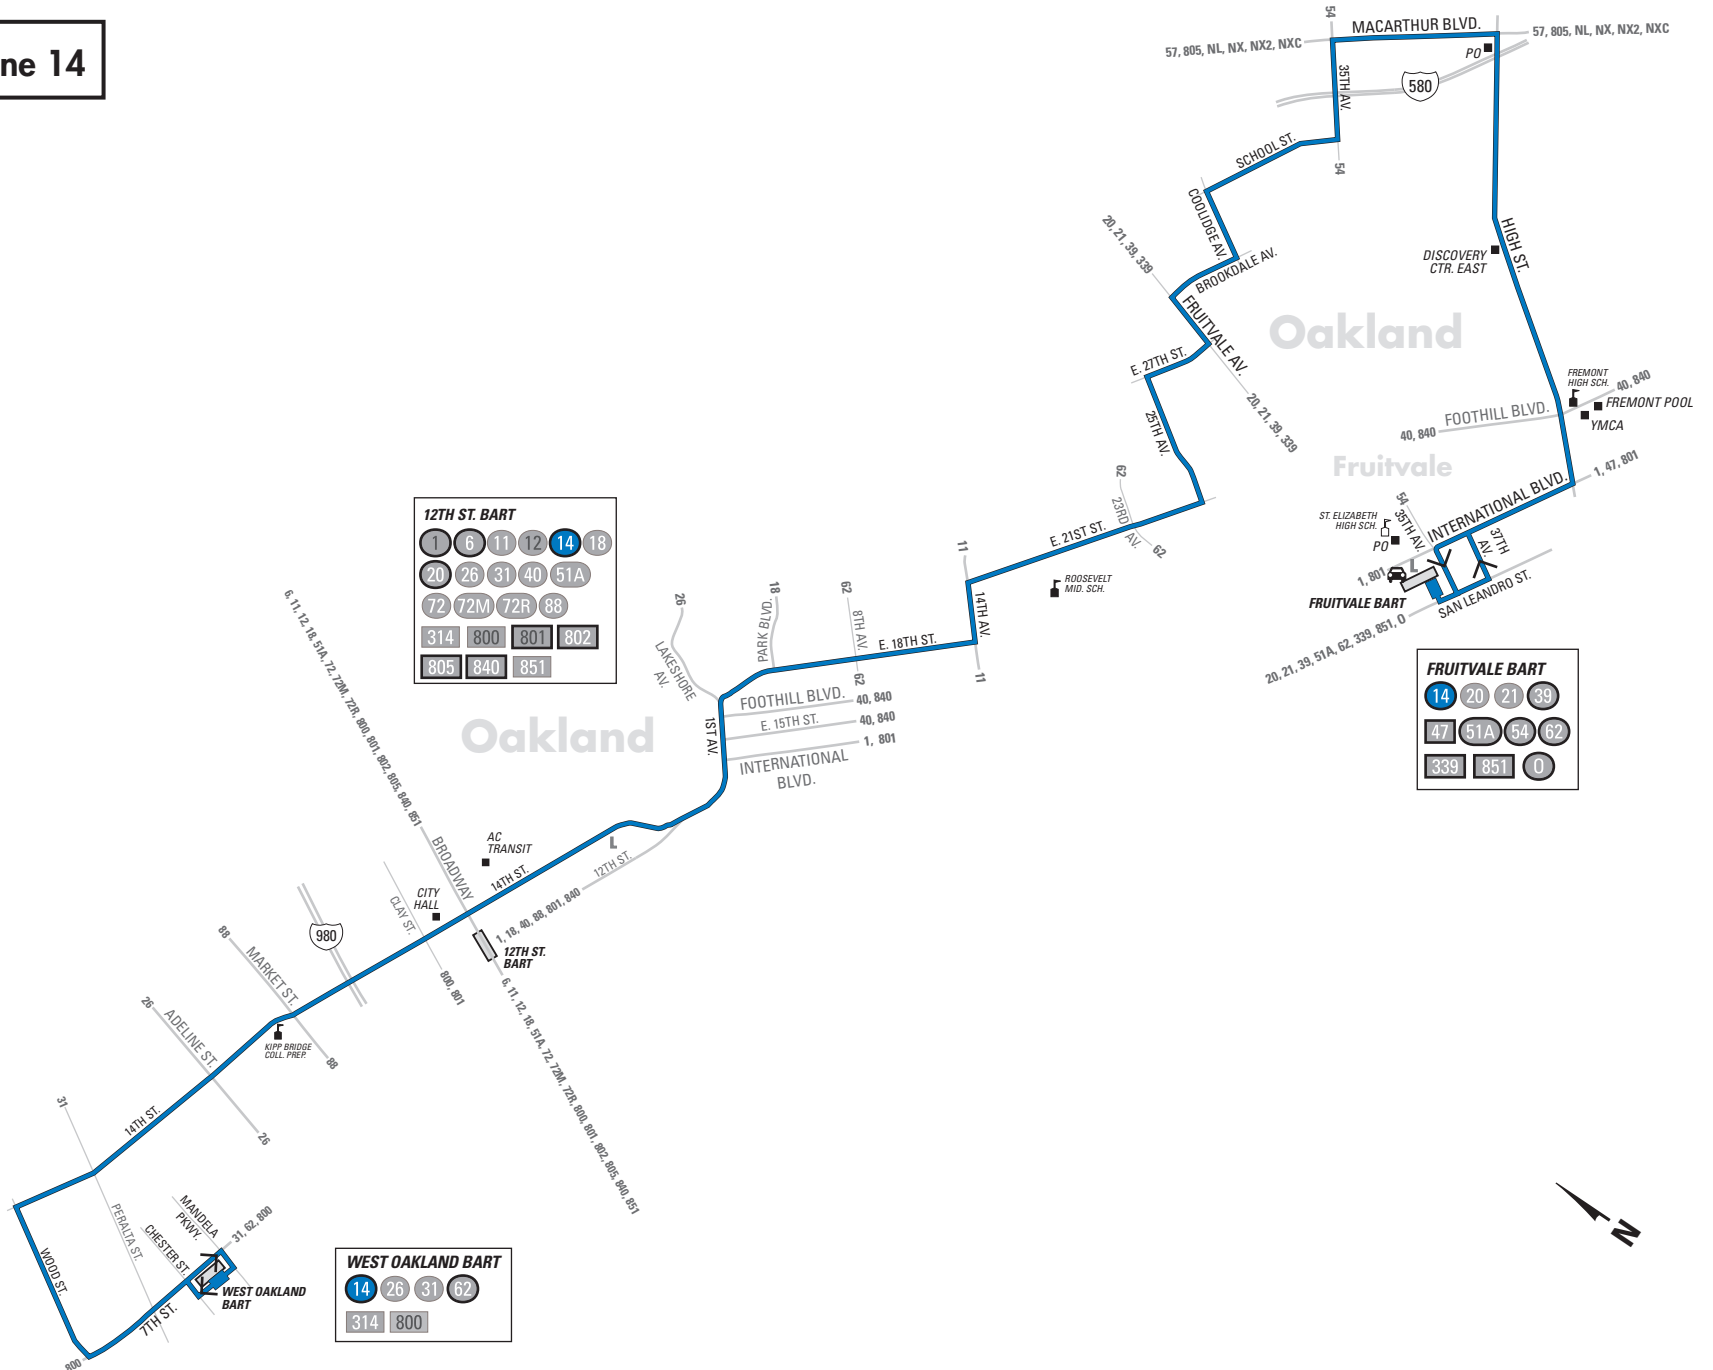 ne 14
54
MACARTHUR BLVD.
57, 805, NL, NX, NX2, NXC
57, 805, NL, NX, NX2, NXC
PO
35TH AV.
580
SCHOOL ST.
54
COOLIDGE AV.
20, 21, 39, 339
BROOKDALE AV.
HIGH ST.
DISCOVERY
CTR. EAST
FRUITVALE AV.
Oakland
E. 27TH ST.
25TH AV.
20, 21, 39, 339
FREMONT
HIGH SCH.
40, 840
FREMONT POOL
YMCA
FOOTHILL BLVD.
40, 840
Fruitvale
1, 47, 801
INTERNATIONAL BLVD.
62
23RD
AV.
62
54
35TH AV.
ST. ELIZABETH
HIGH SCH.
PO
37TH
AV.
1, 801
L
FRUITVALE BART
SAN LEANDRO ST.
20, 21, 39, 51A, 62, 339, 851, O
E. 21ST ST.
11
ROOSEVELT
MID. SCH.
14TH AV.
11
12TH ST. BART
1 6 11 12 14 18
20 26 31 40 51A
72 72M 72R 88
314 800 801 802
805 840 851
FRUITVALE BART
14 20 21 39
47 51A 54 62
339 851 O
26
LAKESHORE
AV.
18
PARK BLVD.
62
8TH AV.
62
E. 18TH ST.
1ST AV.
FOOTHILL BLVD.
40, 840
E. 15TH ST.
40, 840
1, 801
INTERNATIONAL
BLVD.
Oakland
6, 11, 12, 18, 51A, 72, 72M, 72R, 800, 801, 802, 805, 840, 851
BROADWAY
AC
TRANSIT
14TH ST.
L
12TH ST.
1, 18, 40, 88, 801, 840
CITY
HALL
CLAY ST.
800, 801
12TH ST.
BART
6, 11, 12, 18, 51A, 72, 72M, 72R, 800, 801, 802, 805, 840, 851
980
88
MARKET ST.
88
KIPP BRIDGE
COLL. PREP.
26
ADELINE ST.
26
31
14TH ST.
PERALTA ST.
MANDELA
PKWY.
CHESTER ST.
31, 62, 800
WOOD ST.
7TH ST.
WEST OAKLAND
BART
800
WEST OAKLAND BART
14 26 31 62
314 800
N